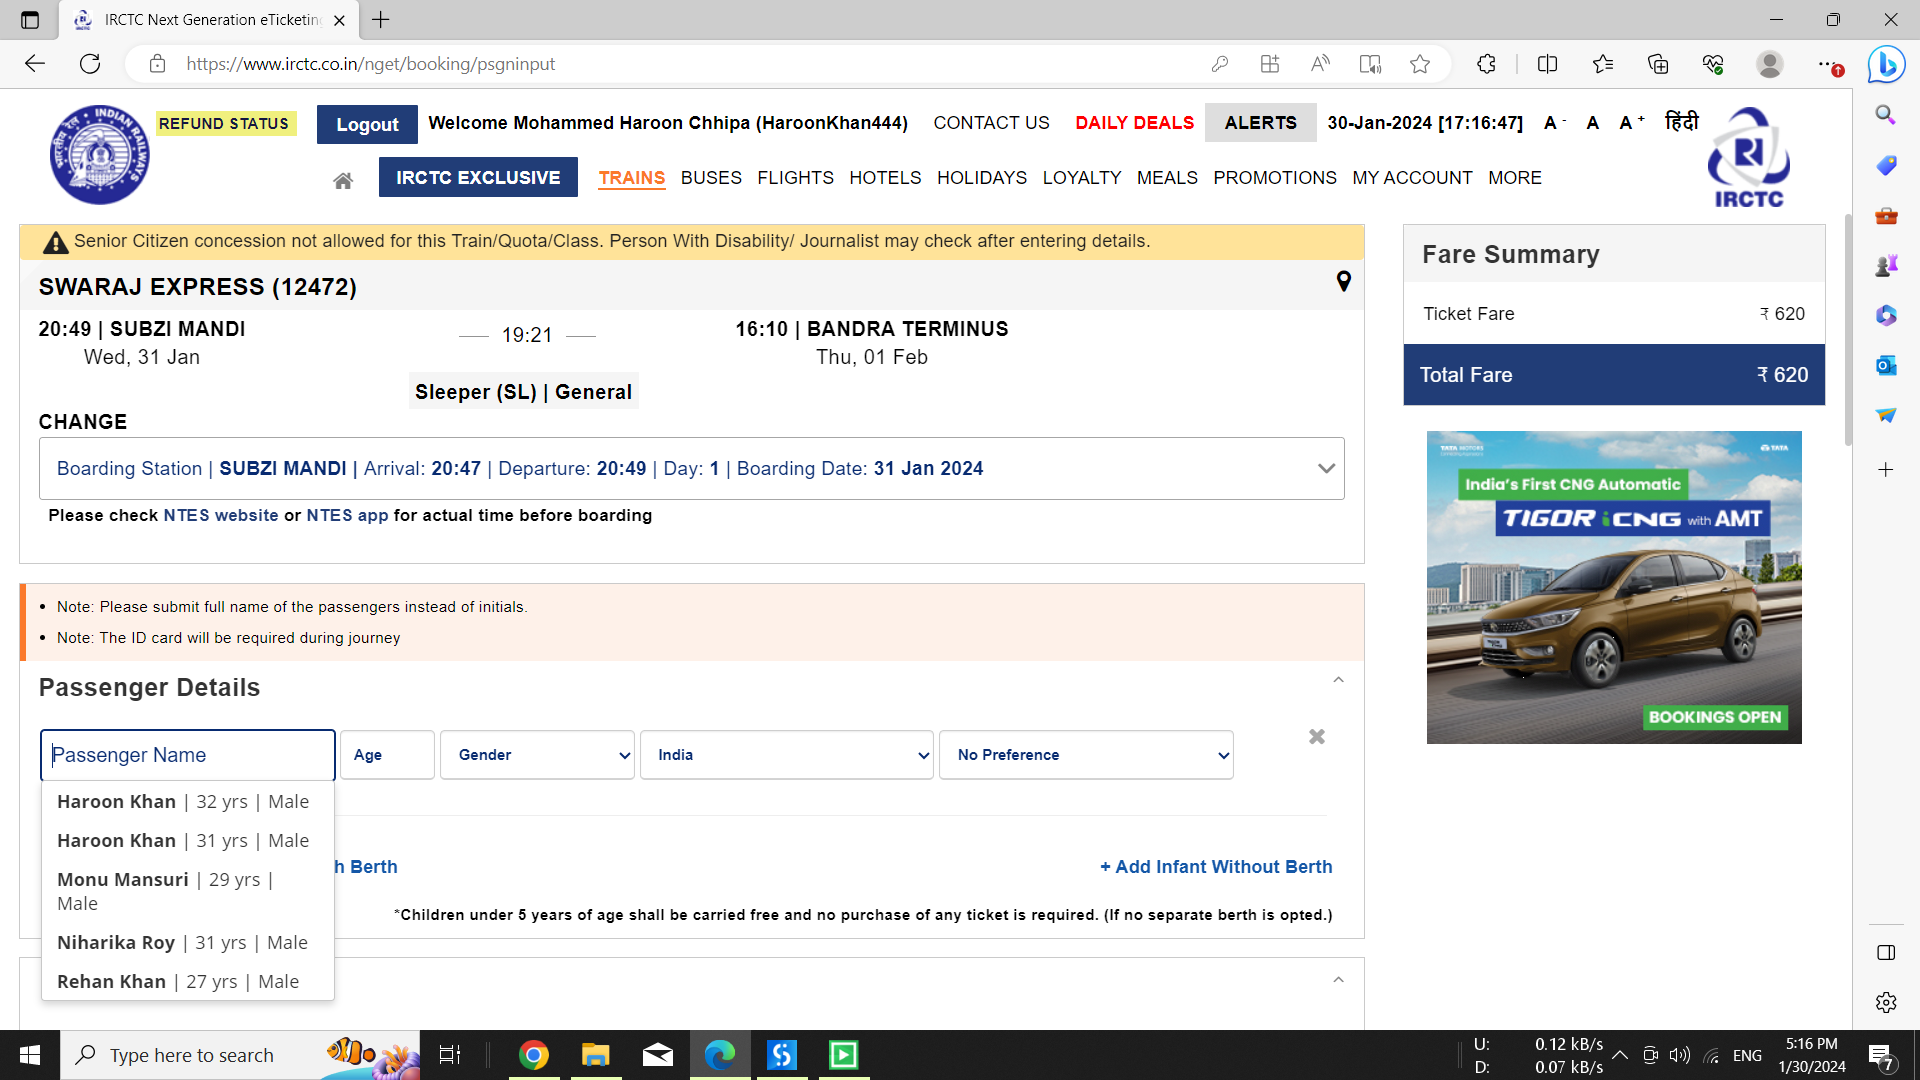 IRCTC Next Generation eTicketing
https://www.irctc.co.in/nget/booking/psgninput
INDIAN RAILWAYS
भारतीय रेल
REFUND STATUS
Logout
Welcome Mohammed Haroon Chhipa (HaroonKhan444)
CONTACT US
DAILY DEALS
ALERTS
30-Jan-2024 [17:16:47]
A -
A
A +
हिंदी
IRCTC
IRCTC EXCLUSIVE
TRAINS
BUSES
FLIGHTS
HOTELS
HOLIDAYS
LOYALTY
MEALS
PROMOTIONS
MY ACCOUNT
MORE
Senior Citizen concession not allowed for this Train/Quota/Class. Person With Disability/ Journalist may check after entering details.
SWARAJ EXPRESS (12472)
20:49 | SUBZI MANDI
19:21
16:10 | BANDRA TERMINUS
Wed, 31 Jan
Thu, 01 Feb
Sleeper (SL) | General
CHANGE
Boarding Station | SUBZI MANDI | Arrival: 20:47 | Departure: 20:49 | Day: 1 | Boarding Date: 31 Jan 2024
Please check NTES website or NTES app for actual time before boarding
Note: Please submit full name of the passengers instead of initials.
Note: The ID card will be required during journey
Passenger Details
Passenger Name
Age
Gender
India
No Preference
Haroon Khan | 32 yrs | Male
Haroon Khan | 31 yrs | Male
Monu Mansuri | 29 yrs |
Male
Niharika Roy | 31 yrs | Male
Rehan Khan | 27 yrs | Male
h Berth
+ Add Infant Without Berth
*Children under 5 years of age shall be carried free and no purchase of any ticket is required. (If no separate berth is opted.)
Fare Summary
Ticket Fare
₹ 620
Total Fare
₹ 620
TATA MOTORS
TATA
India's First CNG Automatic
TIGOR iCNG with AMT
BOOKINGS OPEN
Type here to search
U:
0.12 kB/s
D:
0.07 kB/s
ENG
5:16 PM
1/30/2024
7